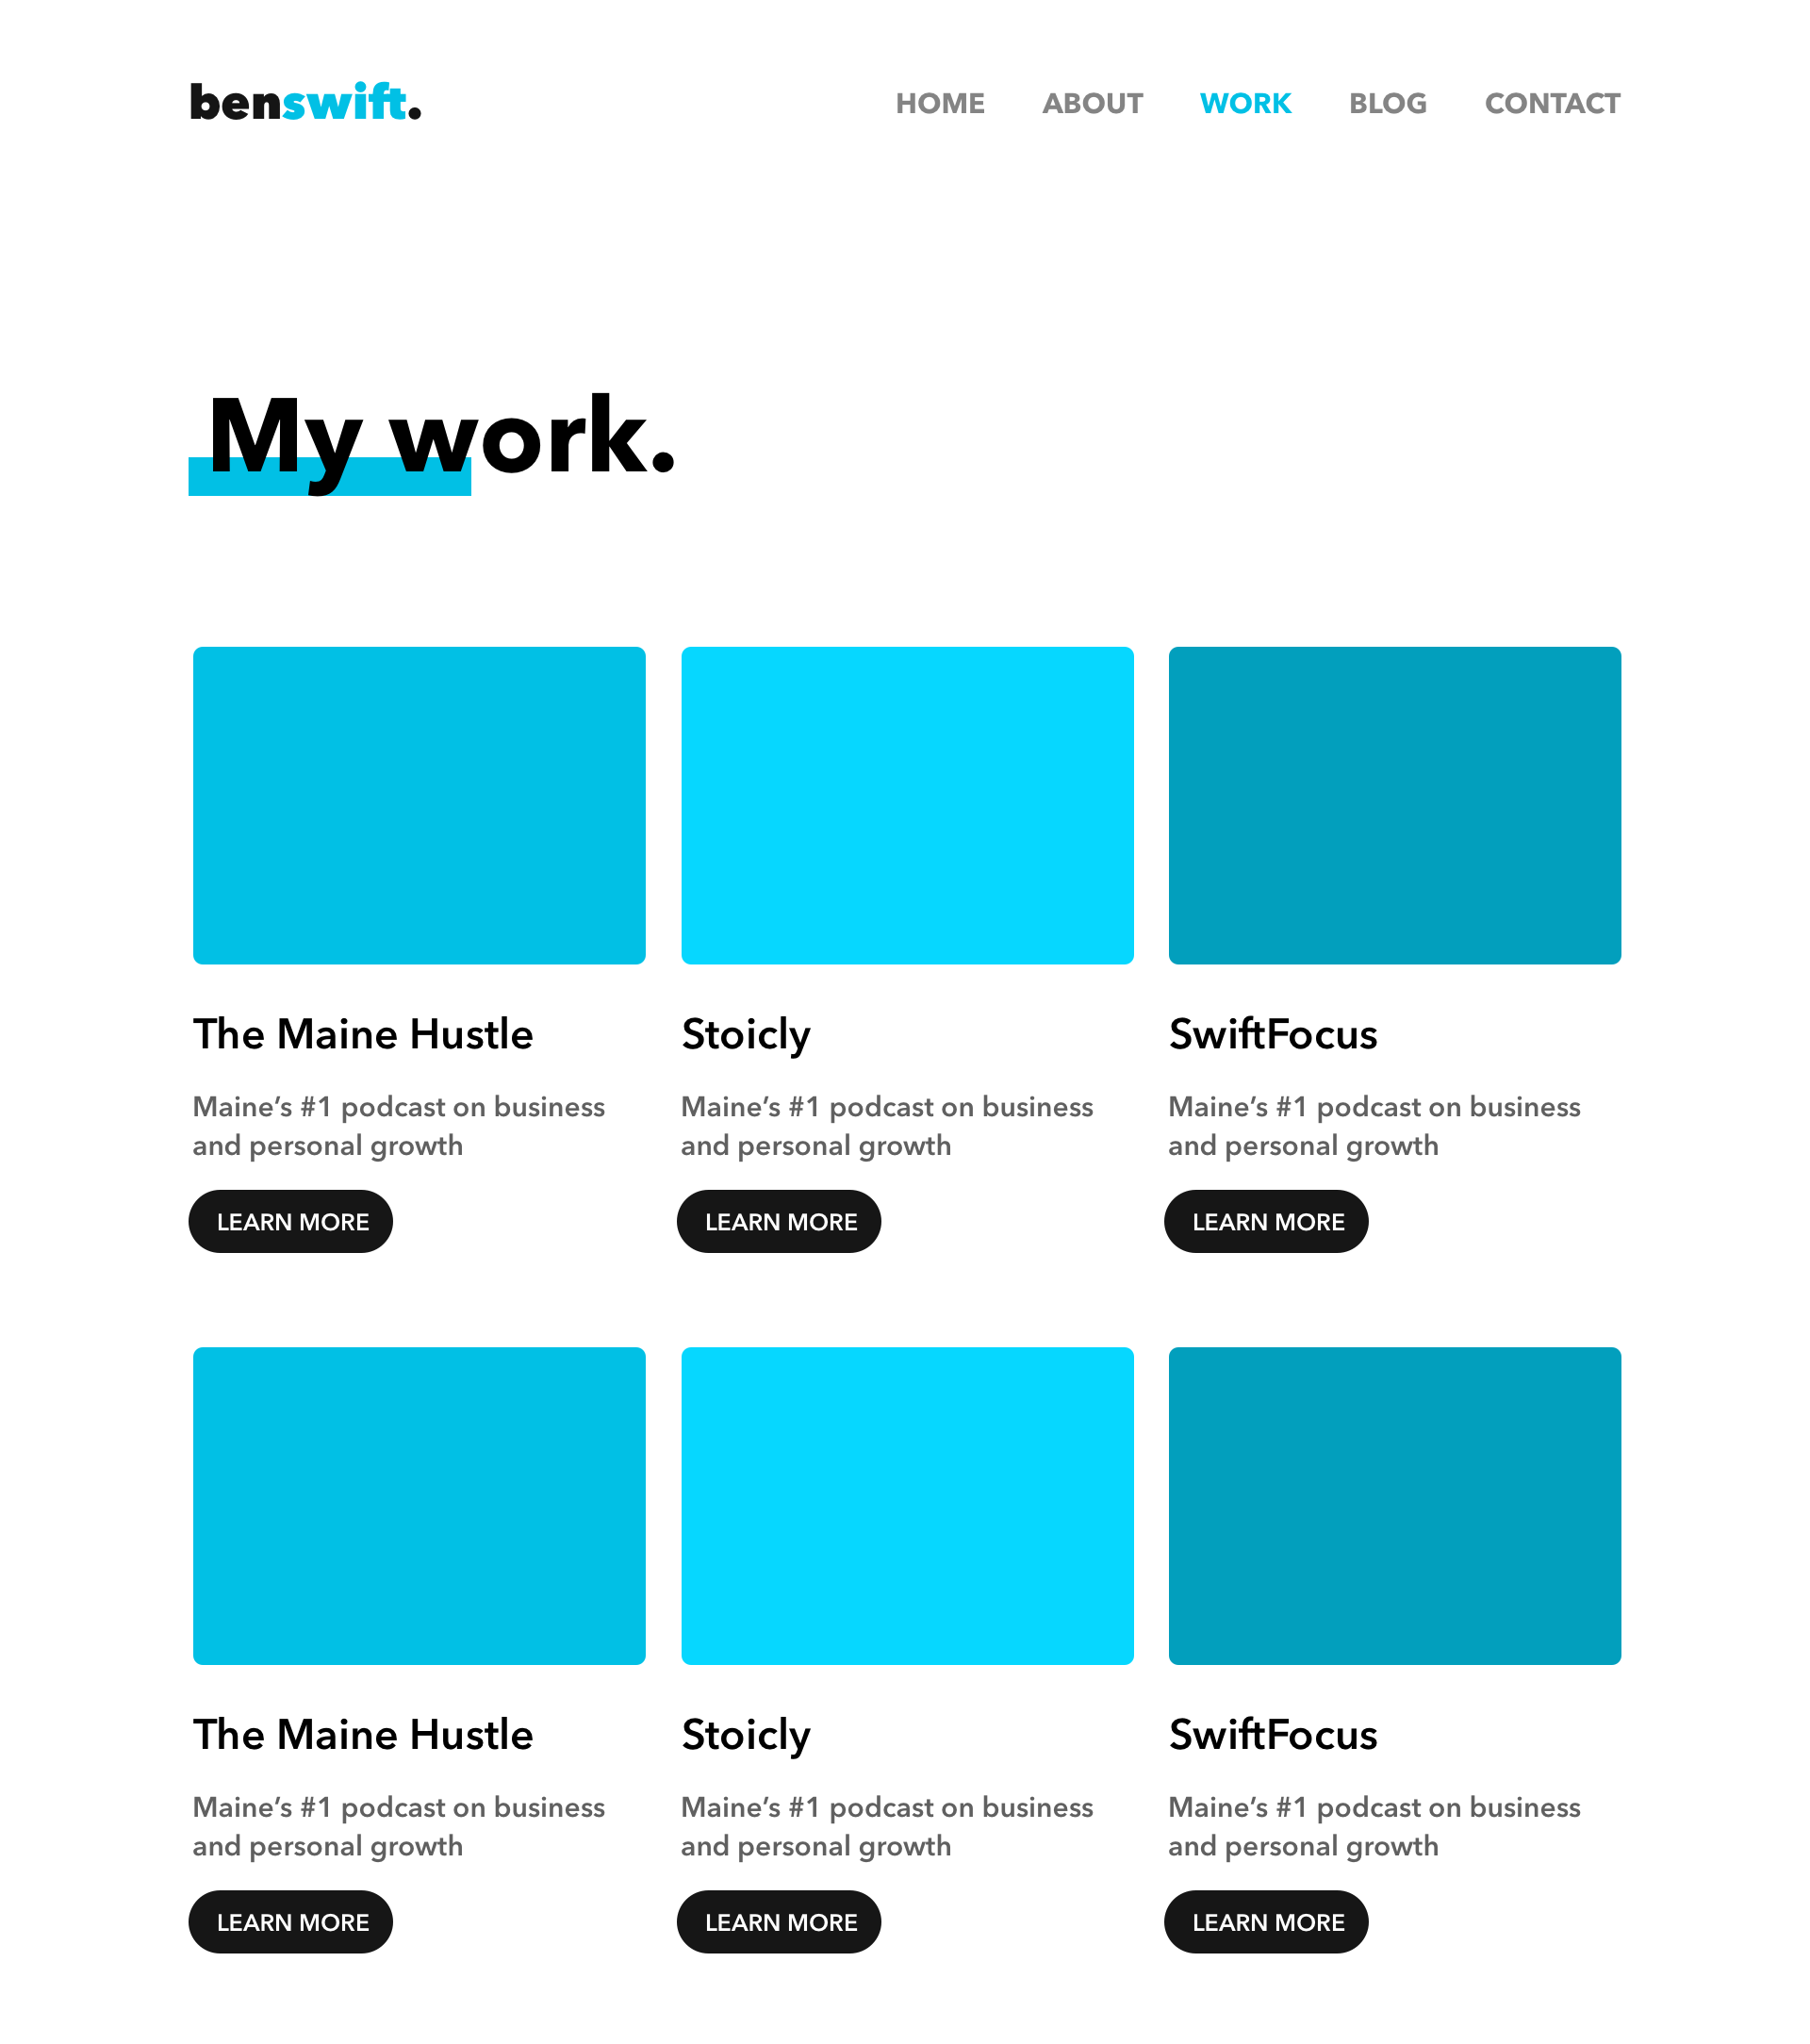 benswift.
HOME ABOUT WORK BLOG CONTACT
My work.
The Maine Hustle
Maine’s #1 podcast on business
and personal growth
LEARN MORE
Stoicly
Maine’s #1 podcast on business
and personal growth
LEARN MORE
SwiftFocus
Maine’s #1 podcast on business
and personal growth
LEARN MORE
The Maine Hustle
Maine’s #1 podcast on business
and personal growth
LEARN MORE
Stoicly
Maine’s #1 podcast on business
and personal growth
LEARN MORE
SwiftFocus
Maine’s #1 podcast on business
and personal growth
LEARN MORE